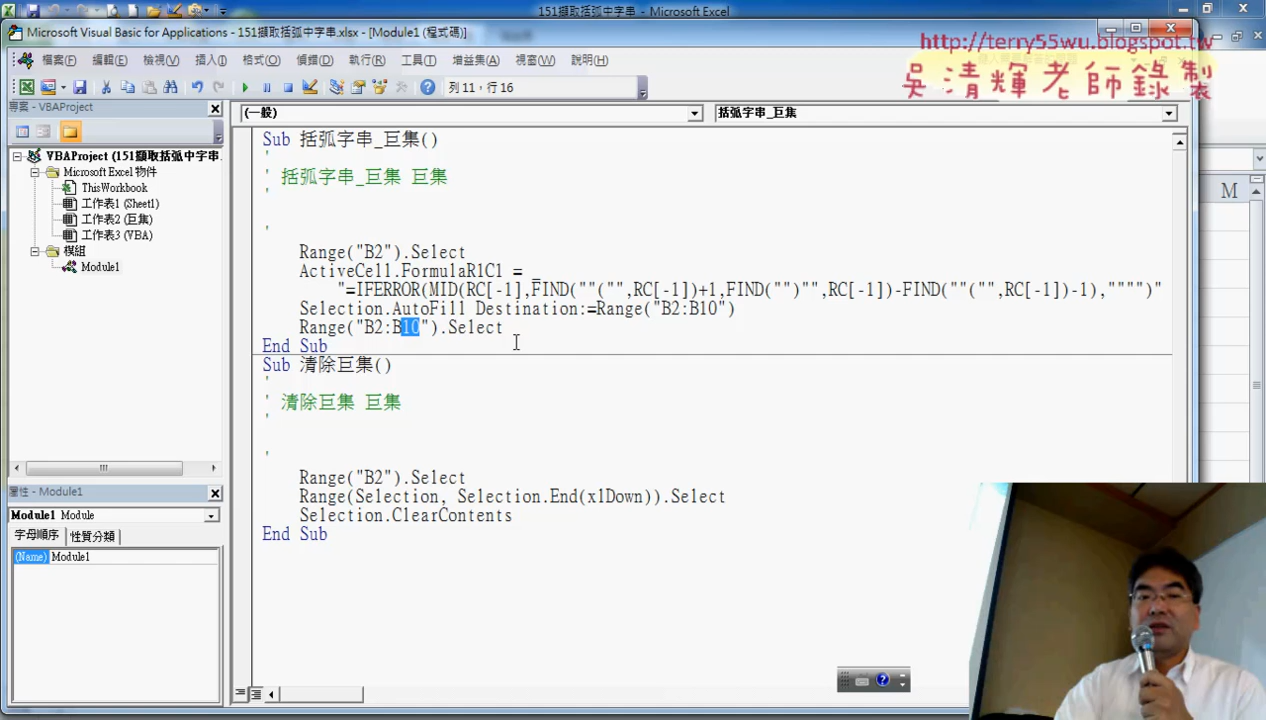 151擷取括弧中字串 - Microsoft Excel
Microsoft Visual Basic for Applications - 151擷取括弧中字串.xlsx - [Module1 (程式碼)]
http://terry55wu.blogspot.tw
吳清輝老師錄製
檔案(F) 編輯(E) 檢視(V) 插入(I) 格式(O) 偵錯(D) 執行(R) 工具(T) 增益集(A) 視窗(W) 說明(H)
列 11，行 16
專案 - VBAProject
(一般)
括弧字串_巨集
VBAProject (151擷取括弧中字串.
Microsoft Excel 物件
ThisWorkbook
工作表1 (Sheet1)
工作表2 (巨集)
工作表3 (VBA)
模組
Module1
Sub 括弧字串_巨集()
'
' 括弧字串_巨集 巨集
'
'
Range("B2").Select
ActiveCell.FormulaR1C1 = _
"=IFERROR(MID(RC[-1],FIND(""("",RC[-1])+1,FIND("")"",RC[-1])-FIND(""("",RC[-1])-1),"""")"
Selection.AutoFill Destination:=Range("B2:B10")
Range("B2:B10").Select
End Sub
Sub 清除巨集()
'
' 清除巨集 巨集
'
'
Range("B2").Select
Range(Selection, Selection.End(xlDown)).Select
Selection.ClearContents
End Sub
屬性 - Module1
Module1 Module
字母順序 性質分類
(Name) Module1
M